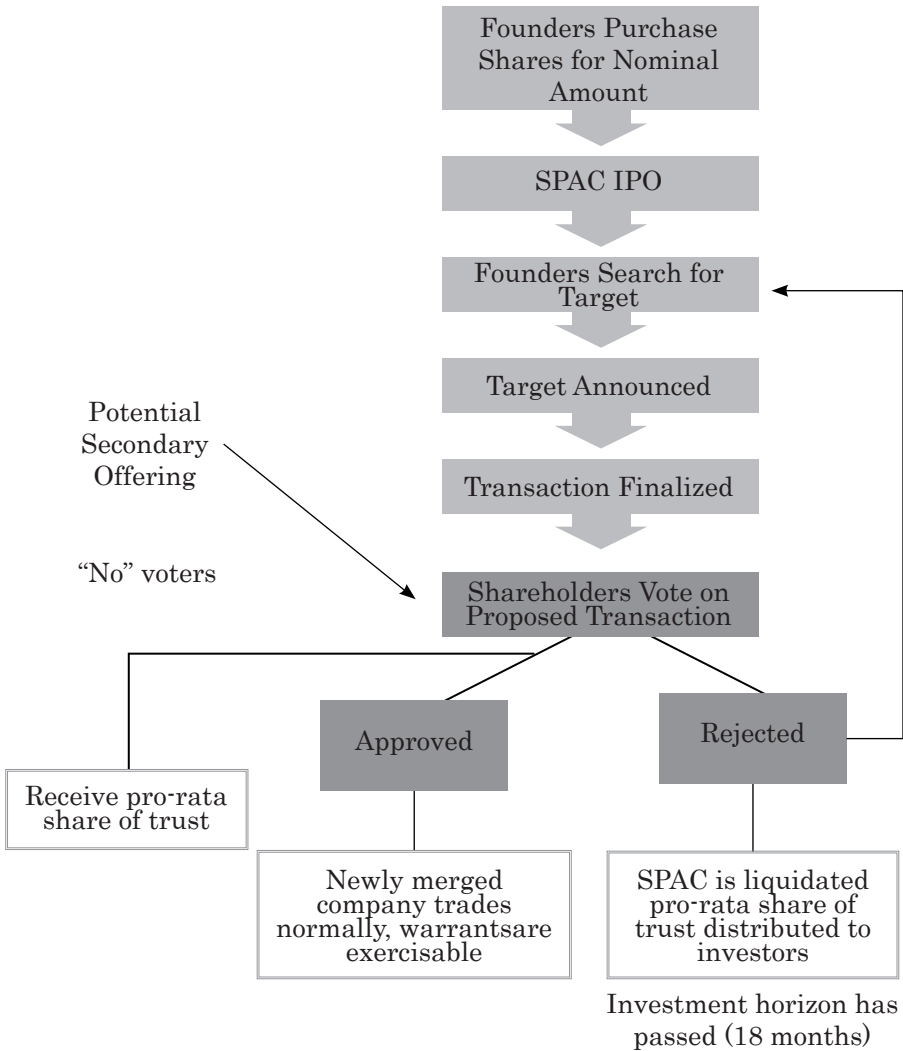 Founders Purchase
Shares for Nominal
Amount
SPAC IPO
Founders Search for
Target
Target Announced
Potential
Secondary
Offering
Transaction Finalized
“No” voters
Shareholders Vote on
Proposed Transaction
Approved
Rejected
Receive pro-rata
share of trust
Newly merged
company trades
normally, warrantsare
exercisable
SPAC is liquidated
pro-rata share of
trust distributed to
investors
Investment horizon has
passed (18 months)